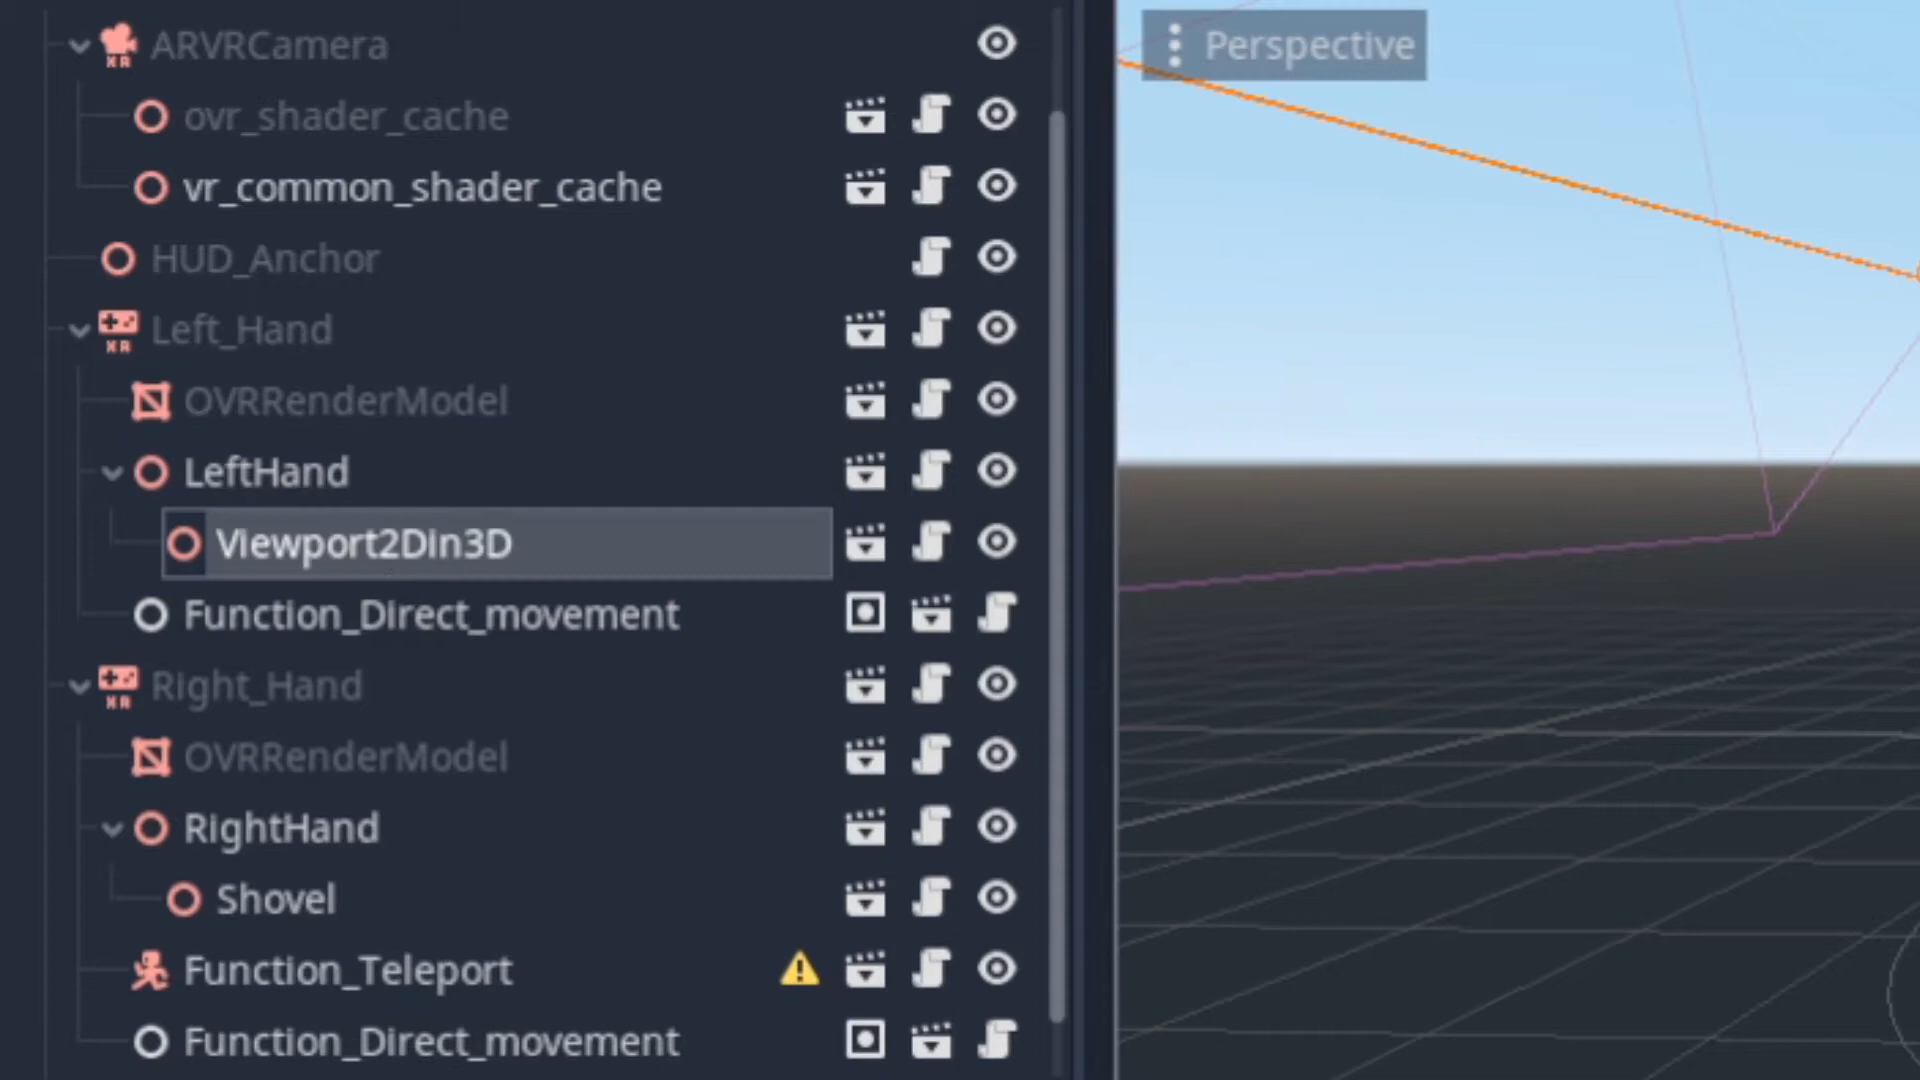 ARVRCamera
ovr_shader_cache
vr_common_shader_cache
HUD_Anchor
Left_Hand
OVRRenderModel
LeftHand
Viewport2Din3D
Function_Direct_movement
Right_Hand
OVRRenderModel
RightHand
Shovel
Function_Teleport
Function_Direct_movement
Perspective